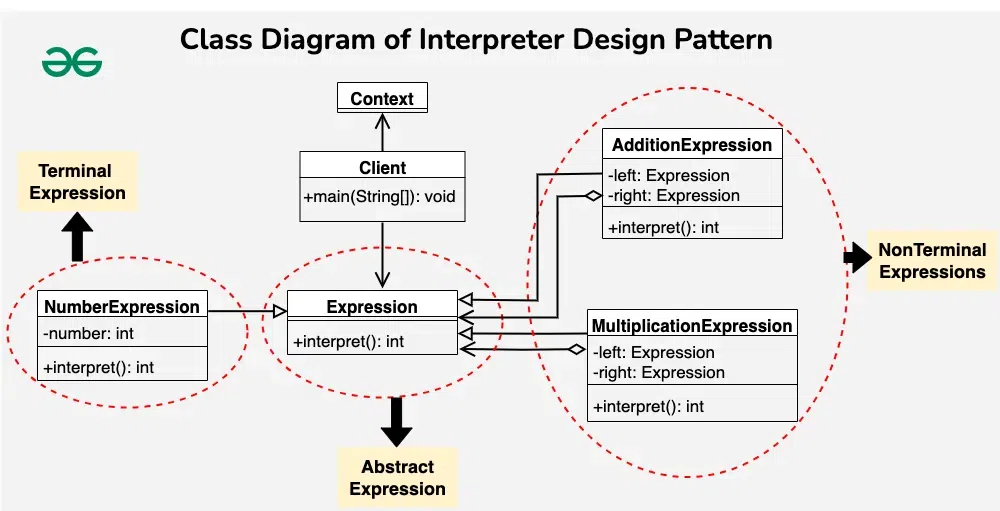 Class Diagram of Interpreter Design Pattern
Context
Client
+main(String[]): void
Terminal
Expression
NumberExpression
-number: int
+interpret(): int
Expression
+interpret(): int
Abstract
Expression
AdditionExpression
-left: Expression
-right: Expression
+interpret(): int
MultiplicationExpression
-left: Expression
-right: Expression
+interpret(): int
NonTerminal
Expressions